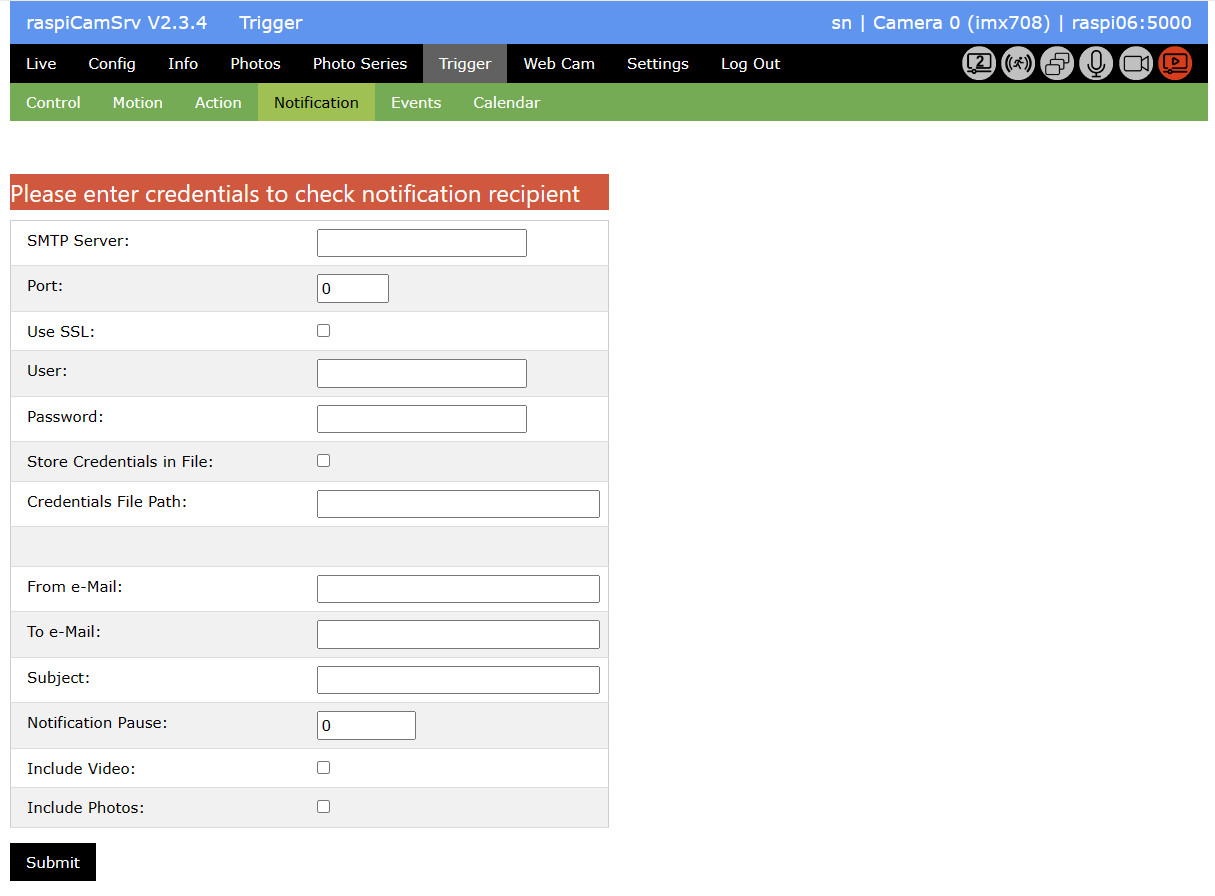 raspiCamSrv V2.3.4 Trigger sn | Camera 0 (imx708) | raspi06:5000
Live Config Info Photos Photo Series Trigger Web Cam Settings Log Out 2
Control Motion Action Notification Events Calendar
Please enter credentials to check notification recipient
SMTP Server:
Port: 0
Use SSL:
User:
Password:
Store Credentials in File:
Credentials File Path:
From e-Mail:
To e-Mail:
Subject:
Notification Pause: 0
Include Video:
Include Photos:
Submit